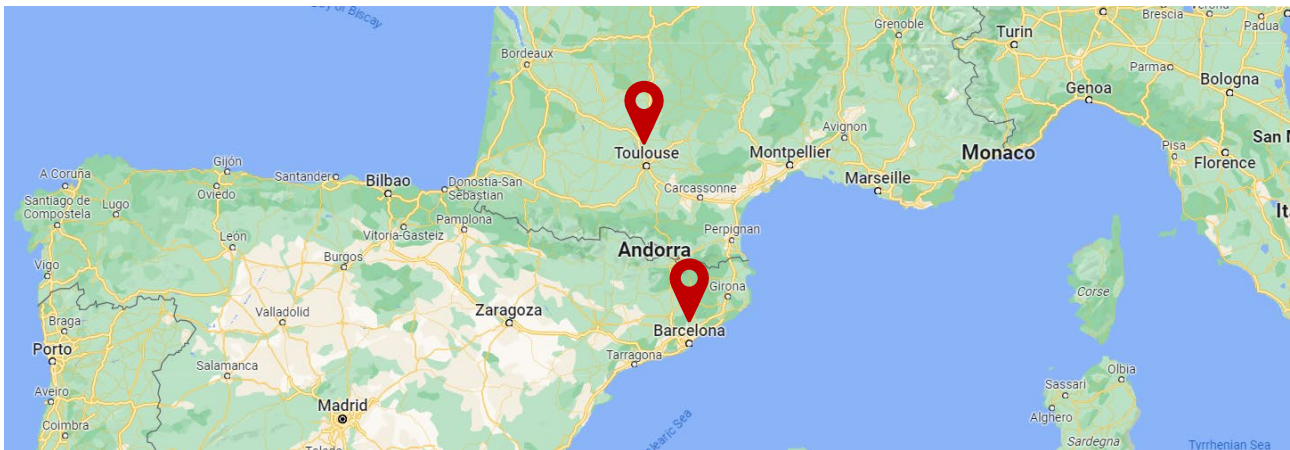 Bay of Biscay
Bordeaux
Grenoble
Turin
Brescia
Verona
Padua
Parma
Bologna
Genoa
Toulouse
Montpellier
Avignon
Monaco
Pisa
San M
Florence
A Coruña
Gijón
Santander
Bilbao
Donostia-San
Sebastian
Carcassonne
Marseille
Santiago de
Compostela
Lugo
Oviedo
Pamplona
Vitoria-Gasteiz
Perpignan
Ita
León
Burgos
Andorra
Vigo
Girona
Corse
Valladolid
Zaragoza
Braga
Barcelona
Porto
Tarragona
Salamanca
Olbia
Sassari
Aveiro
Madrid
Alghero
Coimbra
learic Sea
Sardegna
Tyrrhenian Sea